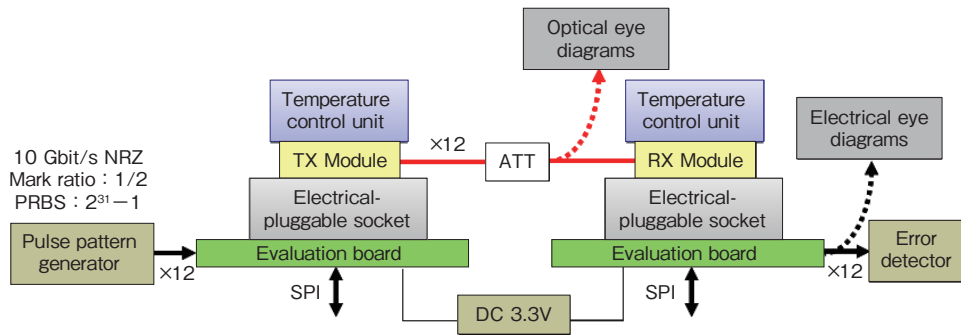 Optical eye
diagrams
Temperature
control unit
Temperature
control unit
Electrical eye
diagrams
×12
10 Gbit/s NRZ
Mark ratio：1/2
PRBS：2³¹−1
TX Module
ATT
RX Module
Electrical-
pluggable socket
Electrical-
pluggable socket
Pulse pattern
generator
×12
Evaluation board
Evaluation board
×12
Error
detector
SPI
DC 3.3V
SPI